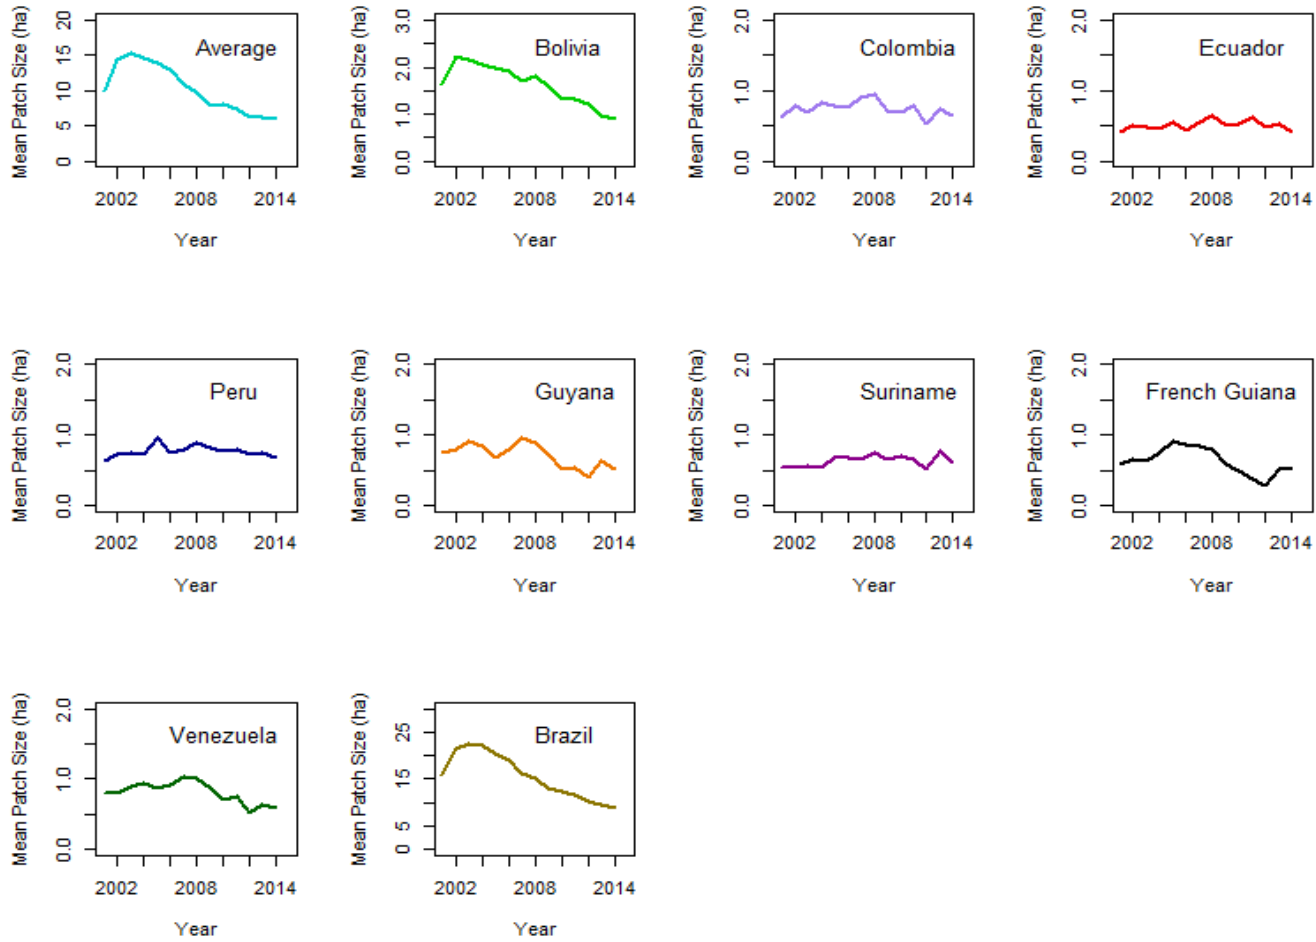 Average
Mean Patch Size (ha)
20
15
10
5
0
2002 2008 2014
Year
Bolivia
Mean Patch Size (ha)
3.0
2.0
1.0
0.0
2002 2008 2014
Year
Colombia
Mean Patch Size (ha)
2.0
1.0
0.0
2002 2008 2014
Year
Ecuador
Mean Patch Size (ha)
2.0
1.0
0.0
2002 2008 2014
Year
Peru
Mean Patch Size (ha)
2.0
1.0
0.0
2002 2008 2014
Year
Guyana
Mean Patch Size (ha)
2.0
1.0
0.0
2002 2008 2014
Year
Suriname
Mean Patch Size (ha)
2.0
1.0
0.0
2002 2008 2014
Year
French Guiana
Mean Patch Size (ha)
2.0
1.0
0.0
2002 2008 2014
Year
Venezuela
Mean Patch Size (ha)
2.0
1.0
0.0
2002 2008 2014
Year
Brazil
Mean Patch Size (ha)
25
15
5
0
2002 2008 2014
Year